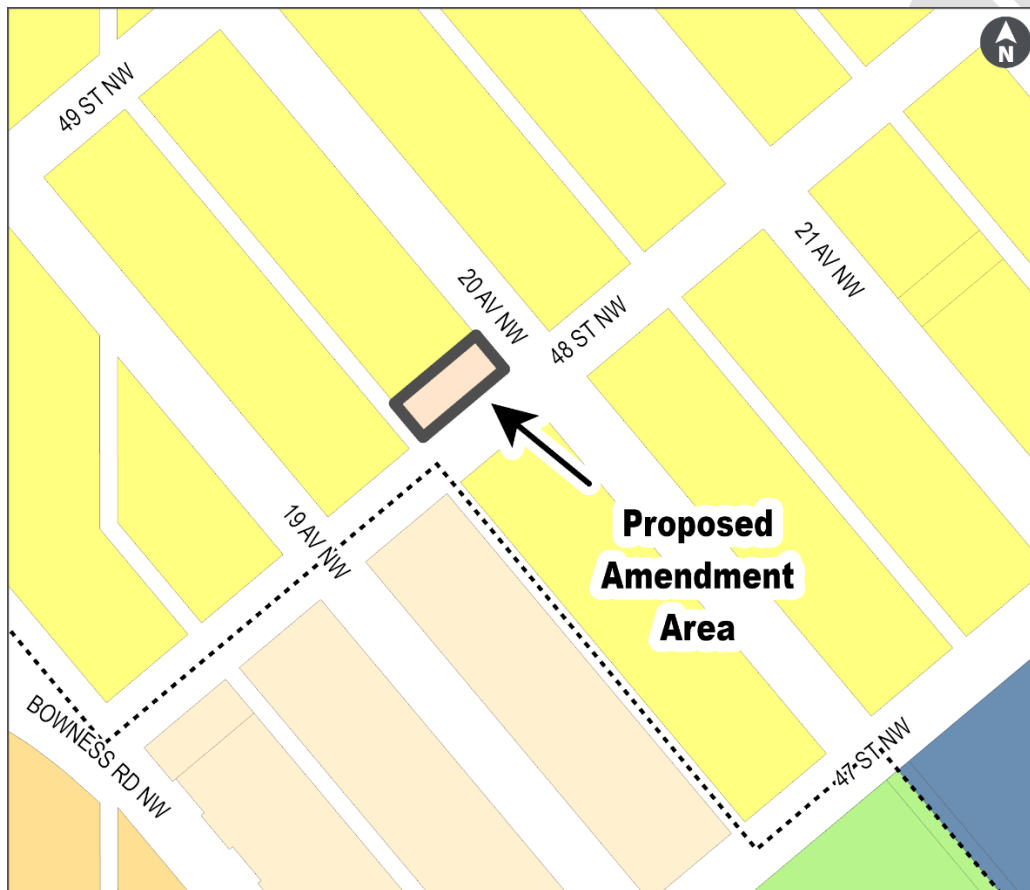 N
49 ST NW
21 AV NW
20 AV NW
48 ST NW
Proposed
Amendment
Area
19 AV NW
BOWNESS RD NW
47 ST NW